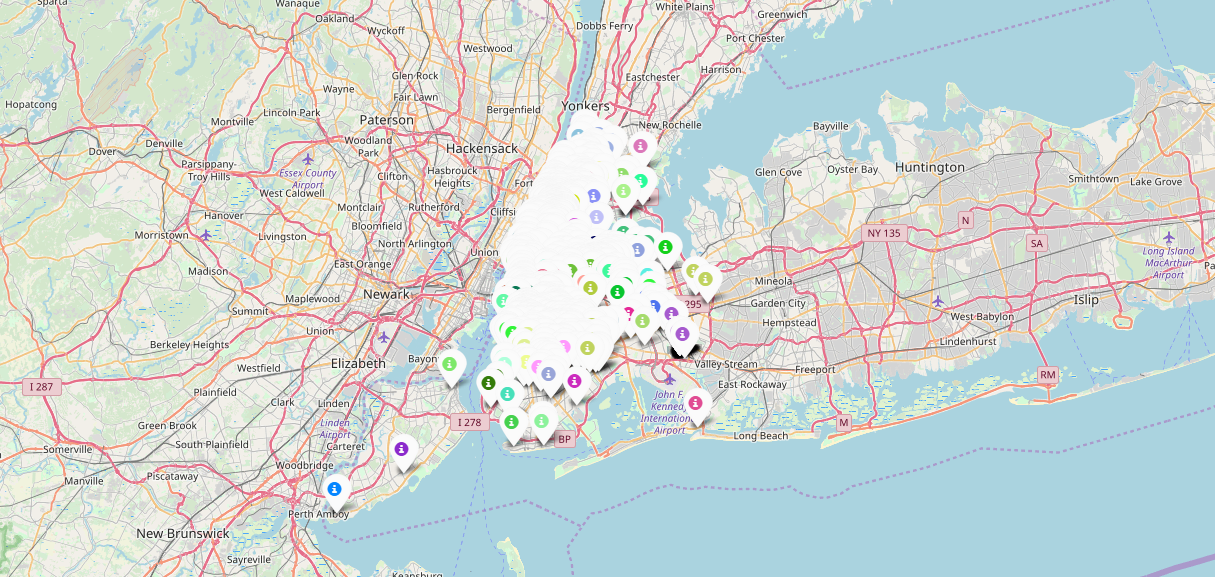 Sparta
Wanaque
Oakland
Wyckoff
Westwood
Dobbs Ferry
White Plains
Greenwich
Port Chester
Hopatcong
Glen Rock
Wayne
Fair Lawn
Bergenfield
Eastchester
Harrison
Yonkers
Montville
Lincoln Park
Paterson
New Rochelle
Bayville
Dover
Denville
Woodland
Park
Hackensack
Parsippany-
Troy Hills
Essex County
Airport
Clifton
Hasbrouck
Heights
Fort
Glen Cove
Oyster Bay
Huntington
Smithtown
Lake Grove
West Caldwell
Hanover
Montclair
Rutherford
Cliffsi
N
Morristown
Livingston
Bloomfield
North Arlington
Union
NY 135
SA
Long Island
MacArthur
Airport
Pa
Madison
East Orange
Mineola
Summit
Maplewood
Newark
295
Garden City
Islip
Union
Hempstead
West Babylon
Berkeley Heights
Lindenhurst
Westfield
Elizabeth
Bayonn
Valley Stream
Freeport
East Rockaway
RM
I 287
Plainfield
Clark
Linden
John F.
Kennedy
International
Airport
Green Brook
Linden
Airport
I 278
M
Somerville
South Plainfield
Carteret
BP
Long Beach
Manville
Piscataway
Woodbridge
Perth Amboy
New Brunswick
Sayreville
Keansburg